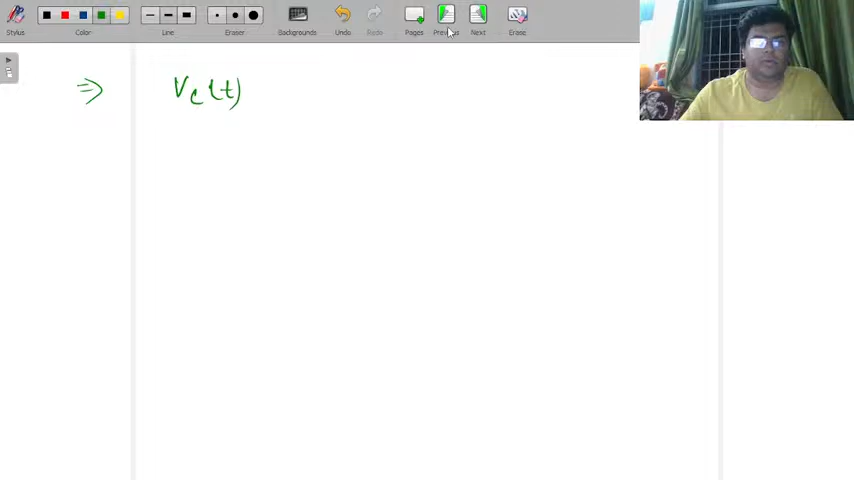 Stylus
Color
Line
Eraser
Backgrounds
Undo
Redo
Pages
Previous
Next
Erase
⇒ Vc(t)